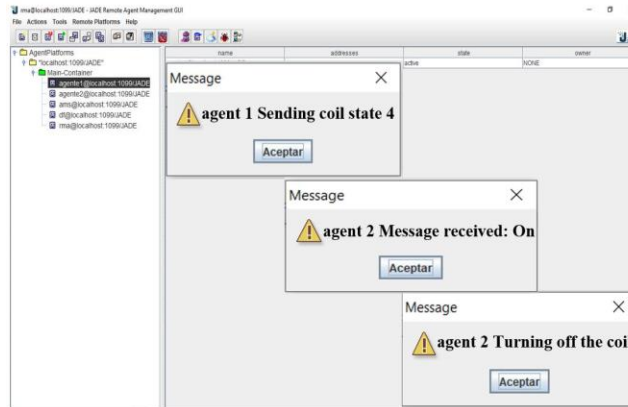 rma@localhost:1099/JADE - JADE Remote Agent Management GUI
File Actions Tools Remote Platforms Help
AgentPlatforms
"localhost:1099/JADE"
Main-Container
agente1@localhost:1099/JADE
agente2@localhost:1099/JADE
ams@localhost:1099/JADE
df@localhost:1099/JADE
rma@localhost:1099/JADE
name addresses state owner
active NONE
Message
agent 1 Sending coil state 4
Aceptar
Message
agent 2 Message received: On
Aceptar
Message
agent 2 Turning off the coi
Aceptar